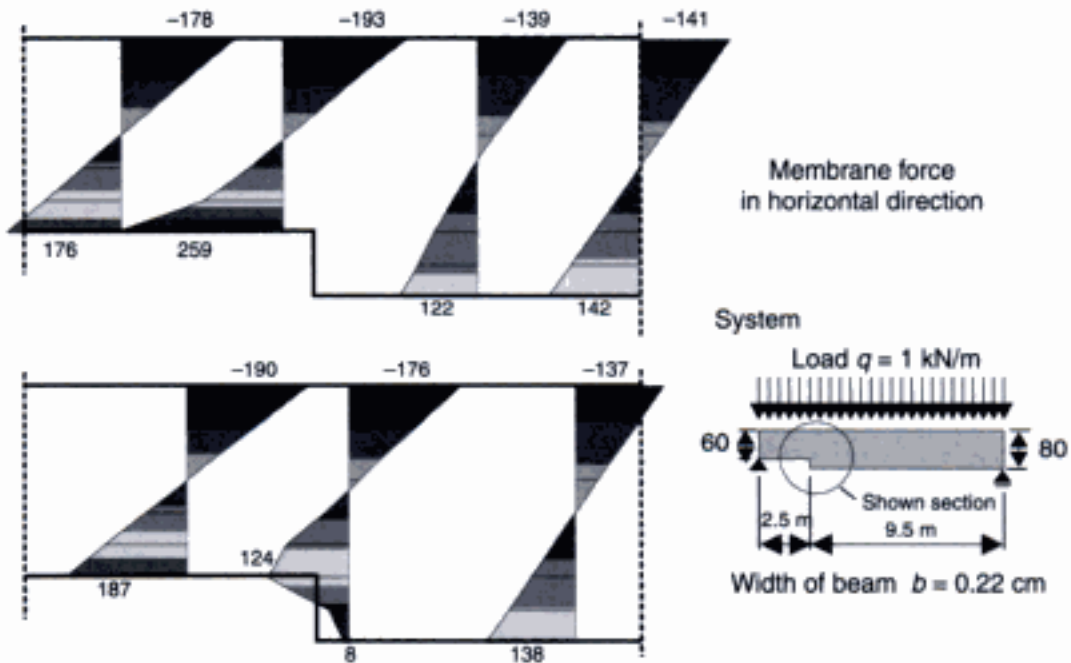 −178 −193 −139 −141
Membrane force
in horizontal direction
176 259
122 142
System
Load q = 1 kN/m
−190 −176 −137
60 80
Shown section
2.5 m 9.5 m
124
187
Width of beam b = 0.22 cm
8 138